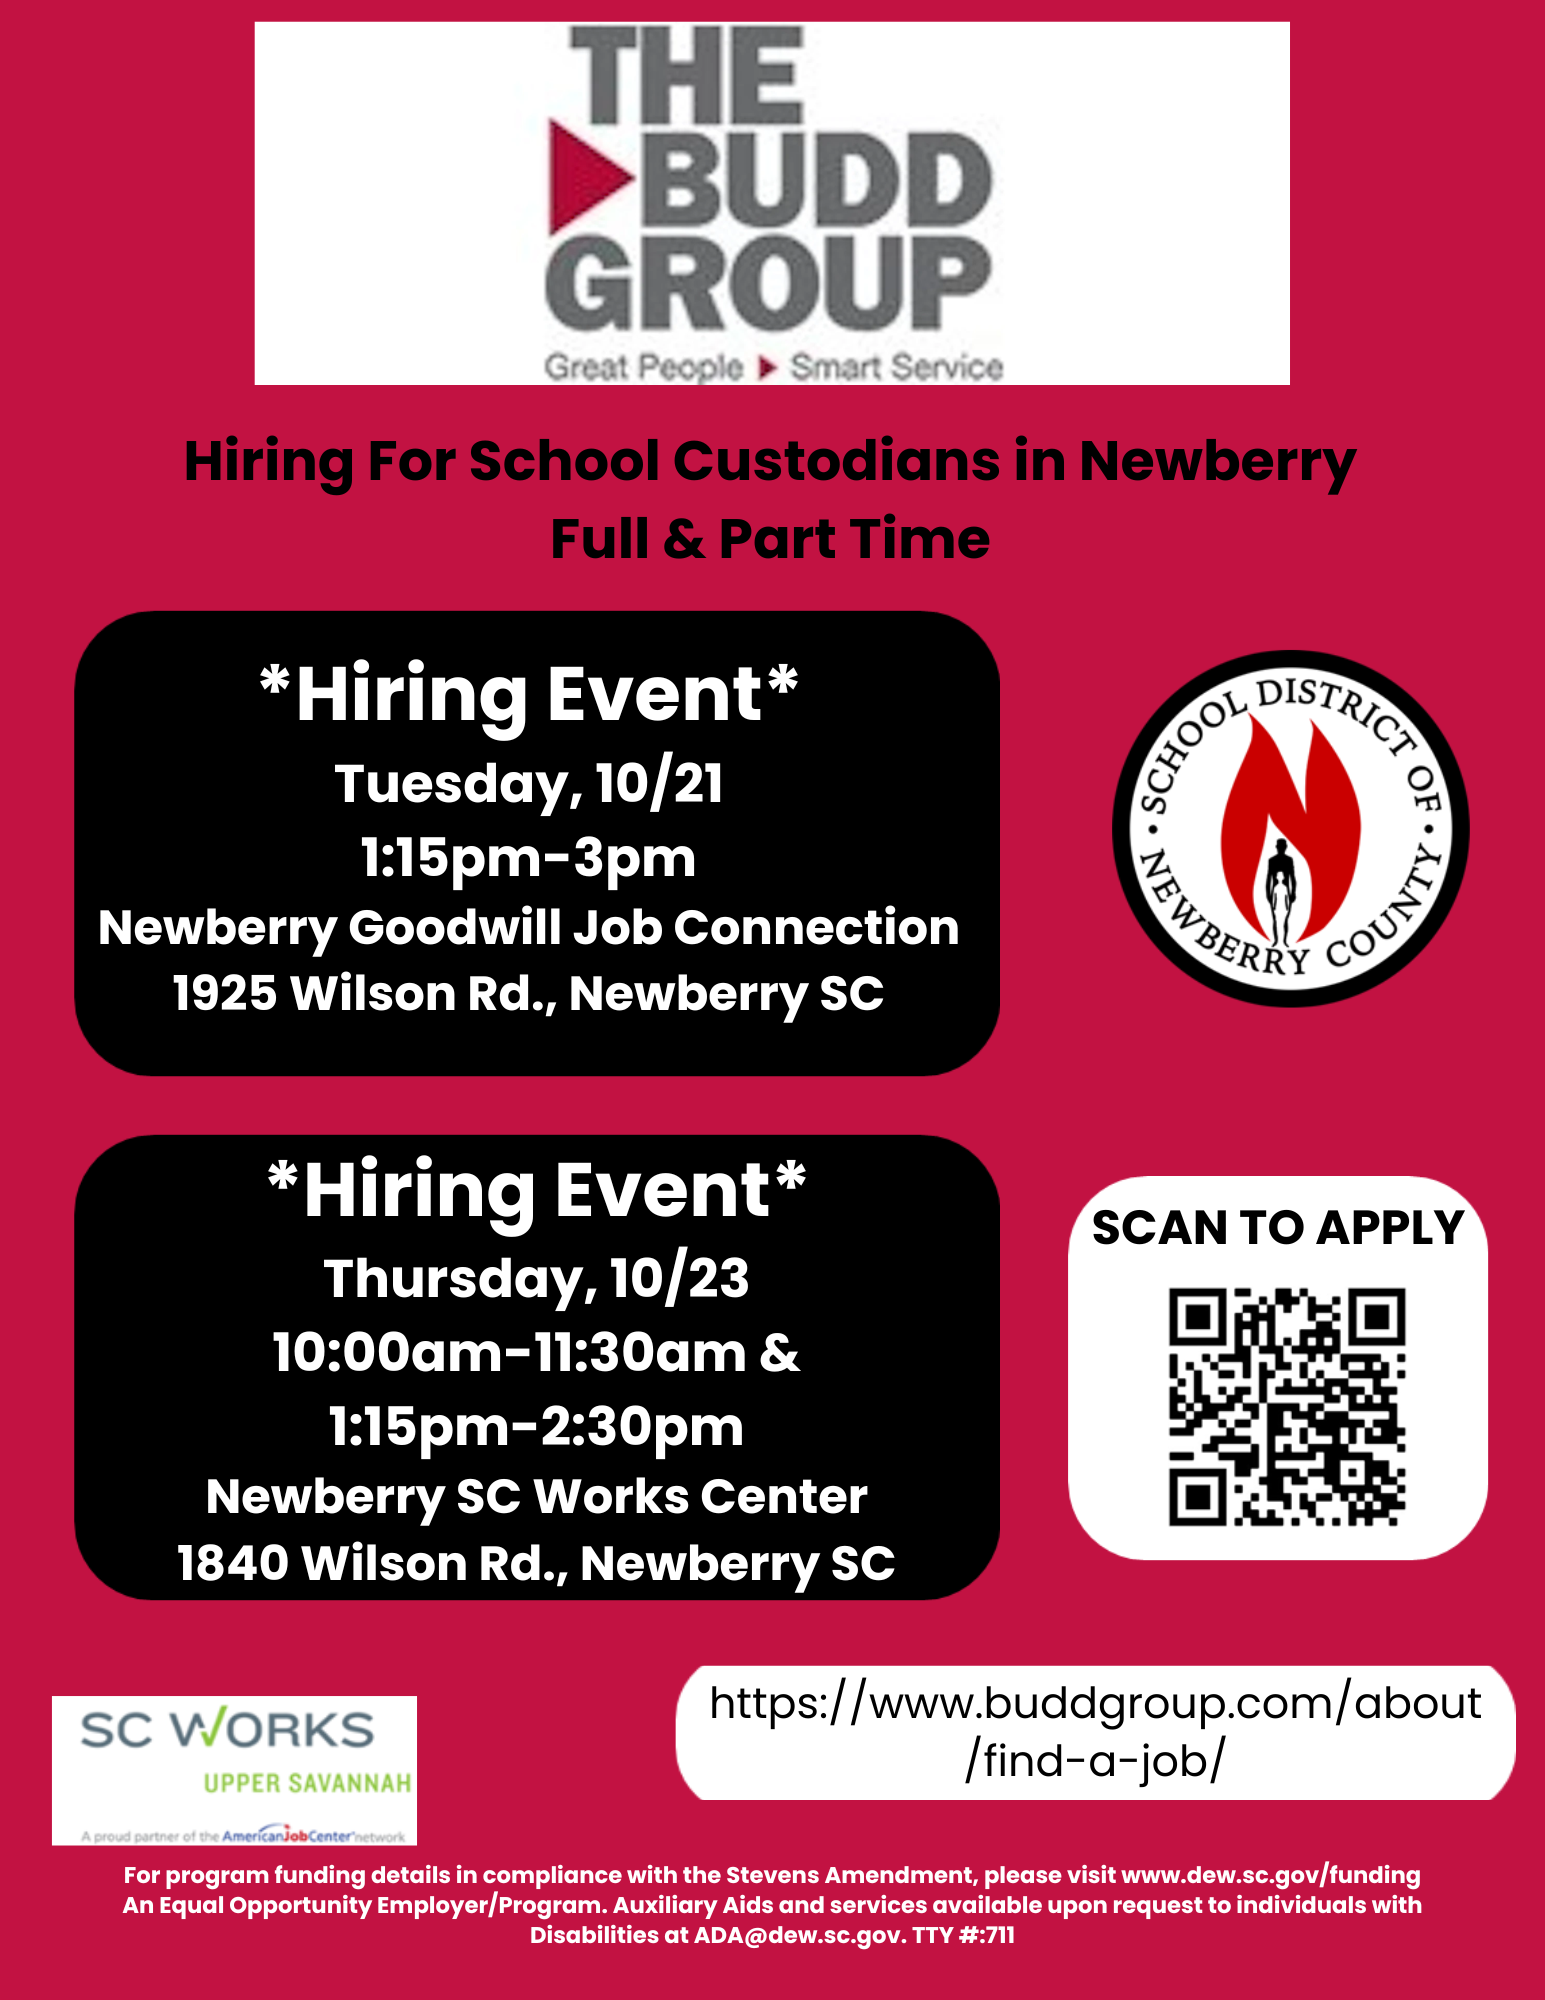 THE
BUDD
GROUP
Great People Smart Service
Hiring For School Custodians in Newberry
Full & Part Time
*Hiring Event*
Tuesday, 10/21
1:15pm-3pm
Newberry Goodwill Job Connection
1925 Wilson Rd., Newberry SC
• SCHOOL DISTRICT OF •
NEWBERRY COUNTY
*Hiring Event*
Thursday, 10/23
10:00am-11:30am &
1:15pm-2:30pm
Newberry SC Works Center
1840 Wilson Rd., Newberry SC
SCAN TO APPLY
https://www.buddgroup.com/about
/find-a-job/
SC WORKS
UPPER SAVANNAH
A proud partner of the AmericanJobCenter network
For program funding details in compliance with the Stevens Amendment, please visit www.dew.sc.gov/funding
An Equal Opportunity Employer/Program. Auxiliary Aids and services available upon request to individuals with
Disabilities at ADA@dew.sc.gov. TTY #:711